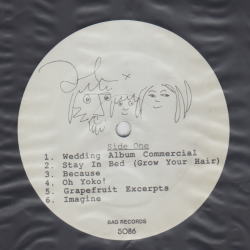 Side One
1. Wedding Album Commercial
2. Stay In Bed (Grow Your Hair)
3. Because
4. Oh Yoko!
5. Grapefruit Excerpts
6. Imagine
BAG RECORDS
5086